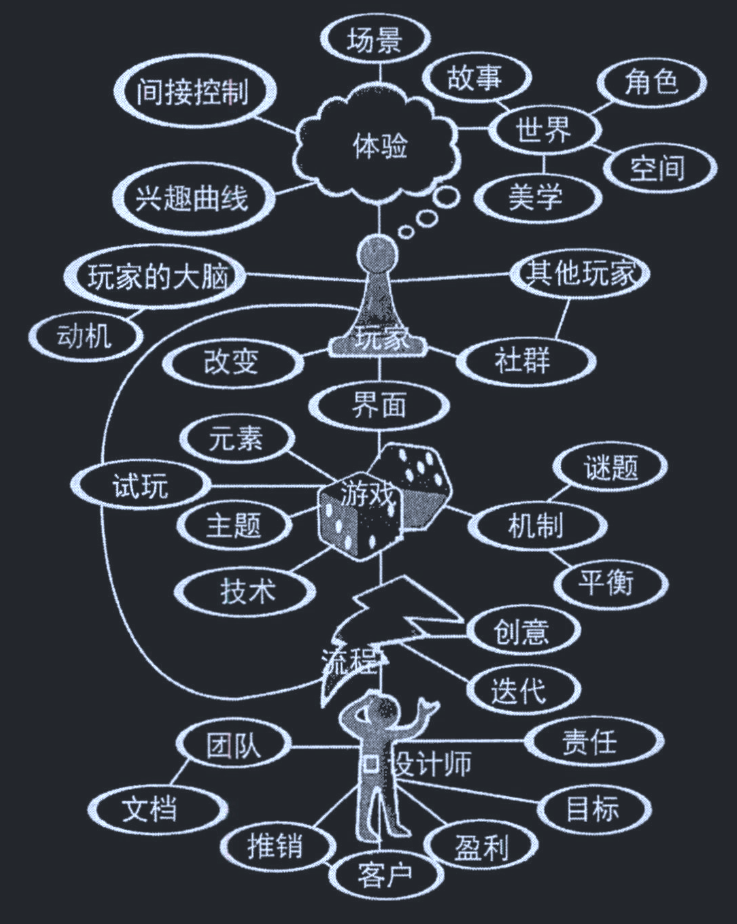 场景
间接控制
故事
角色
体验
世界
空间
兴趣曲线
美学
玩家的大脑
其他玩家
动机
玩家
改变
社群
界面
元素
谜题
试玩
游戏
主题
机制
技术
平衡
创意
流程
迭代
团队
责任
设计师
文档
目标
推销
盈利
客户